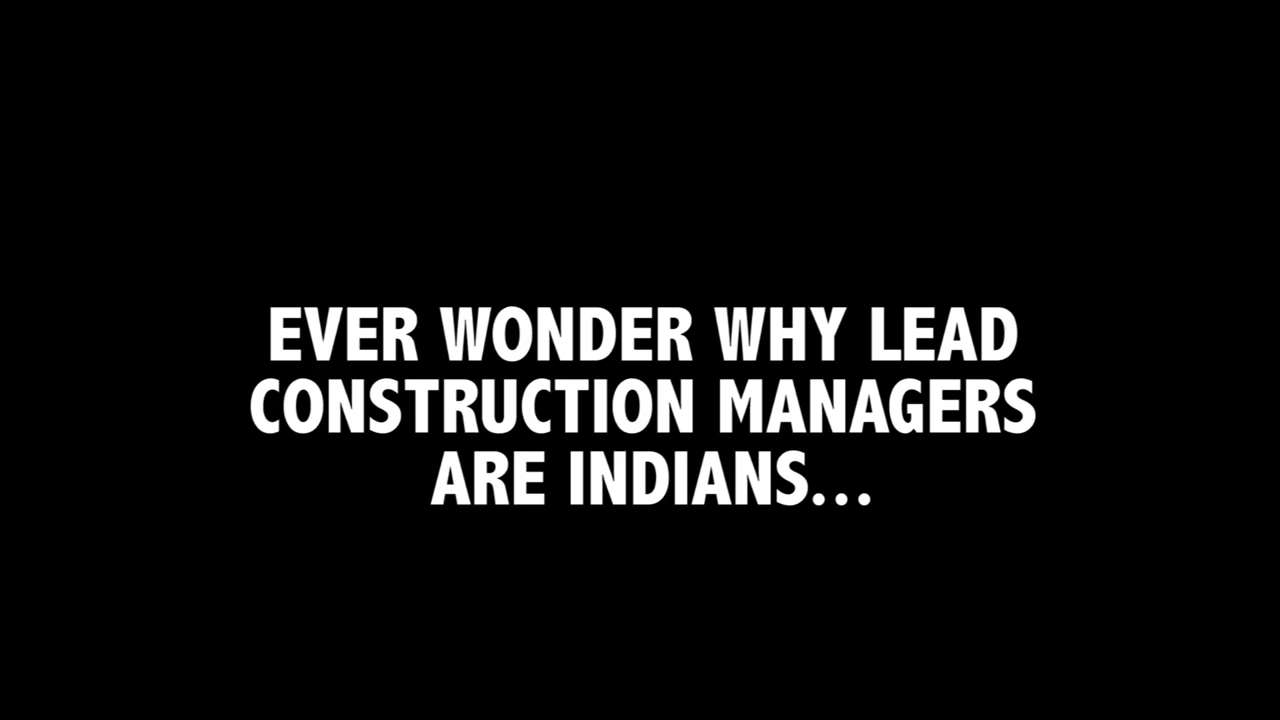 EVER WONDER WHY LEAD
CONSTRUCTION MANAGERS
ARE INDIANS...